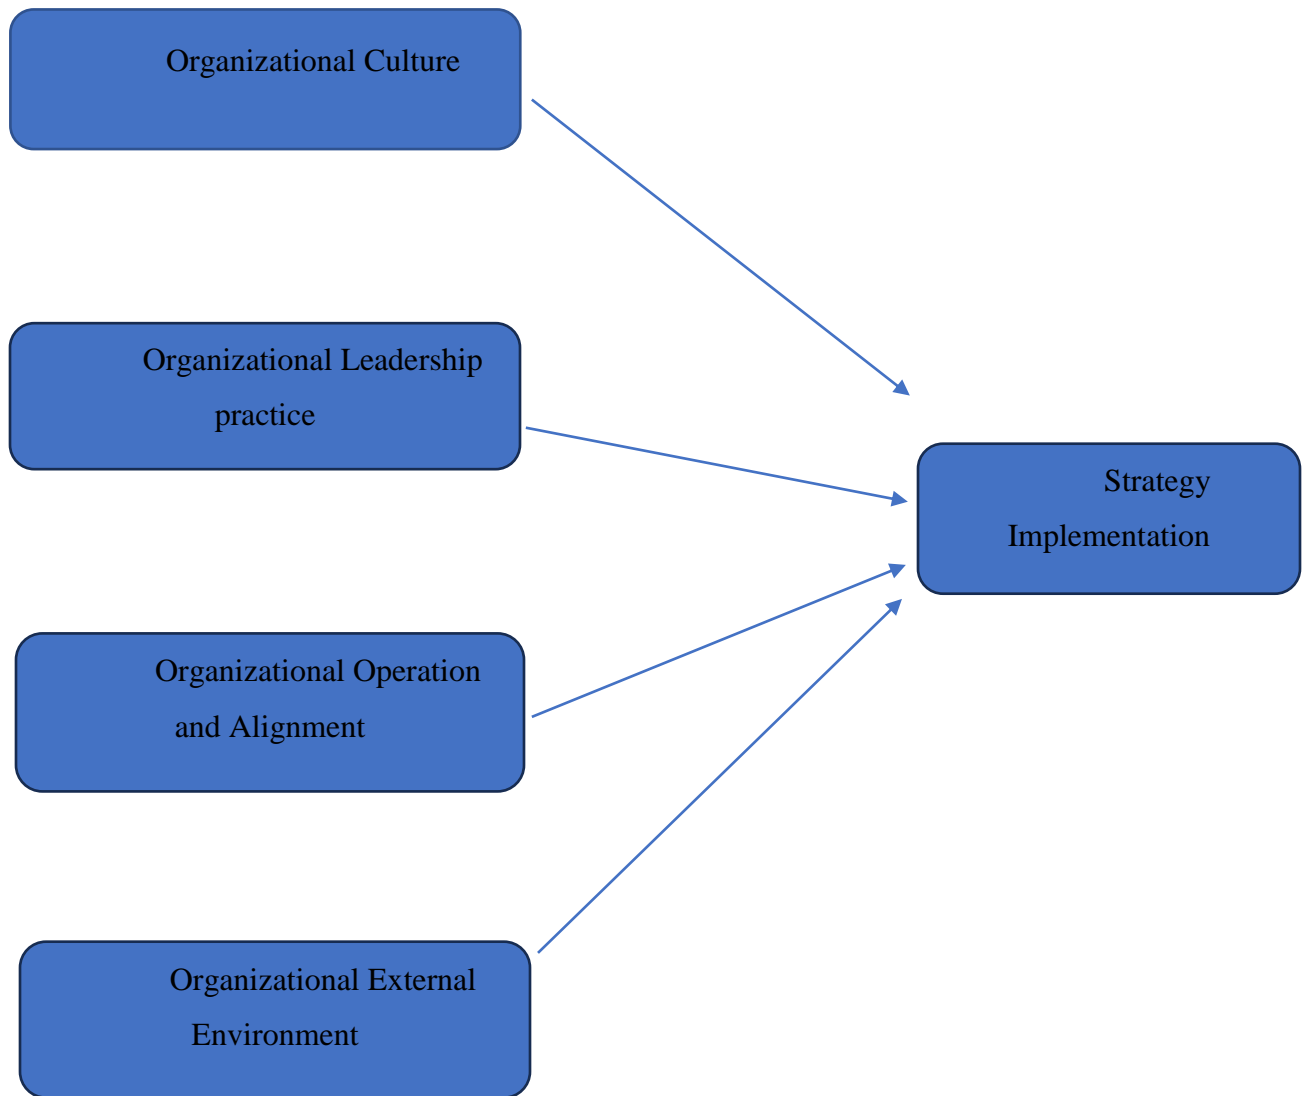 Organizational Culture
Organizational Leadership
practice
Strategy
Implementation
Organizational Operation
and Alignment
Organizational External
Environment